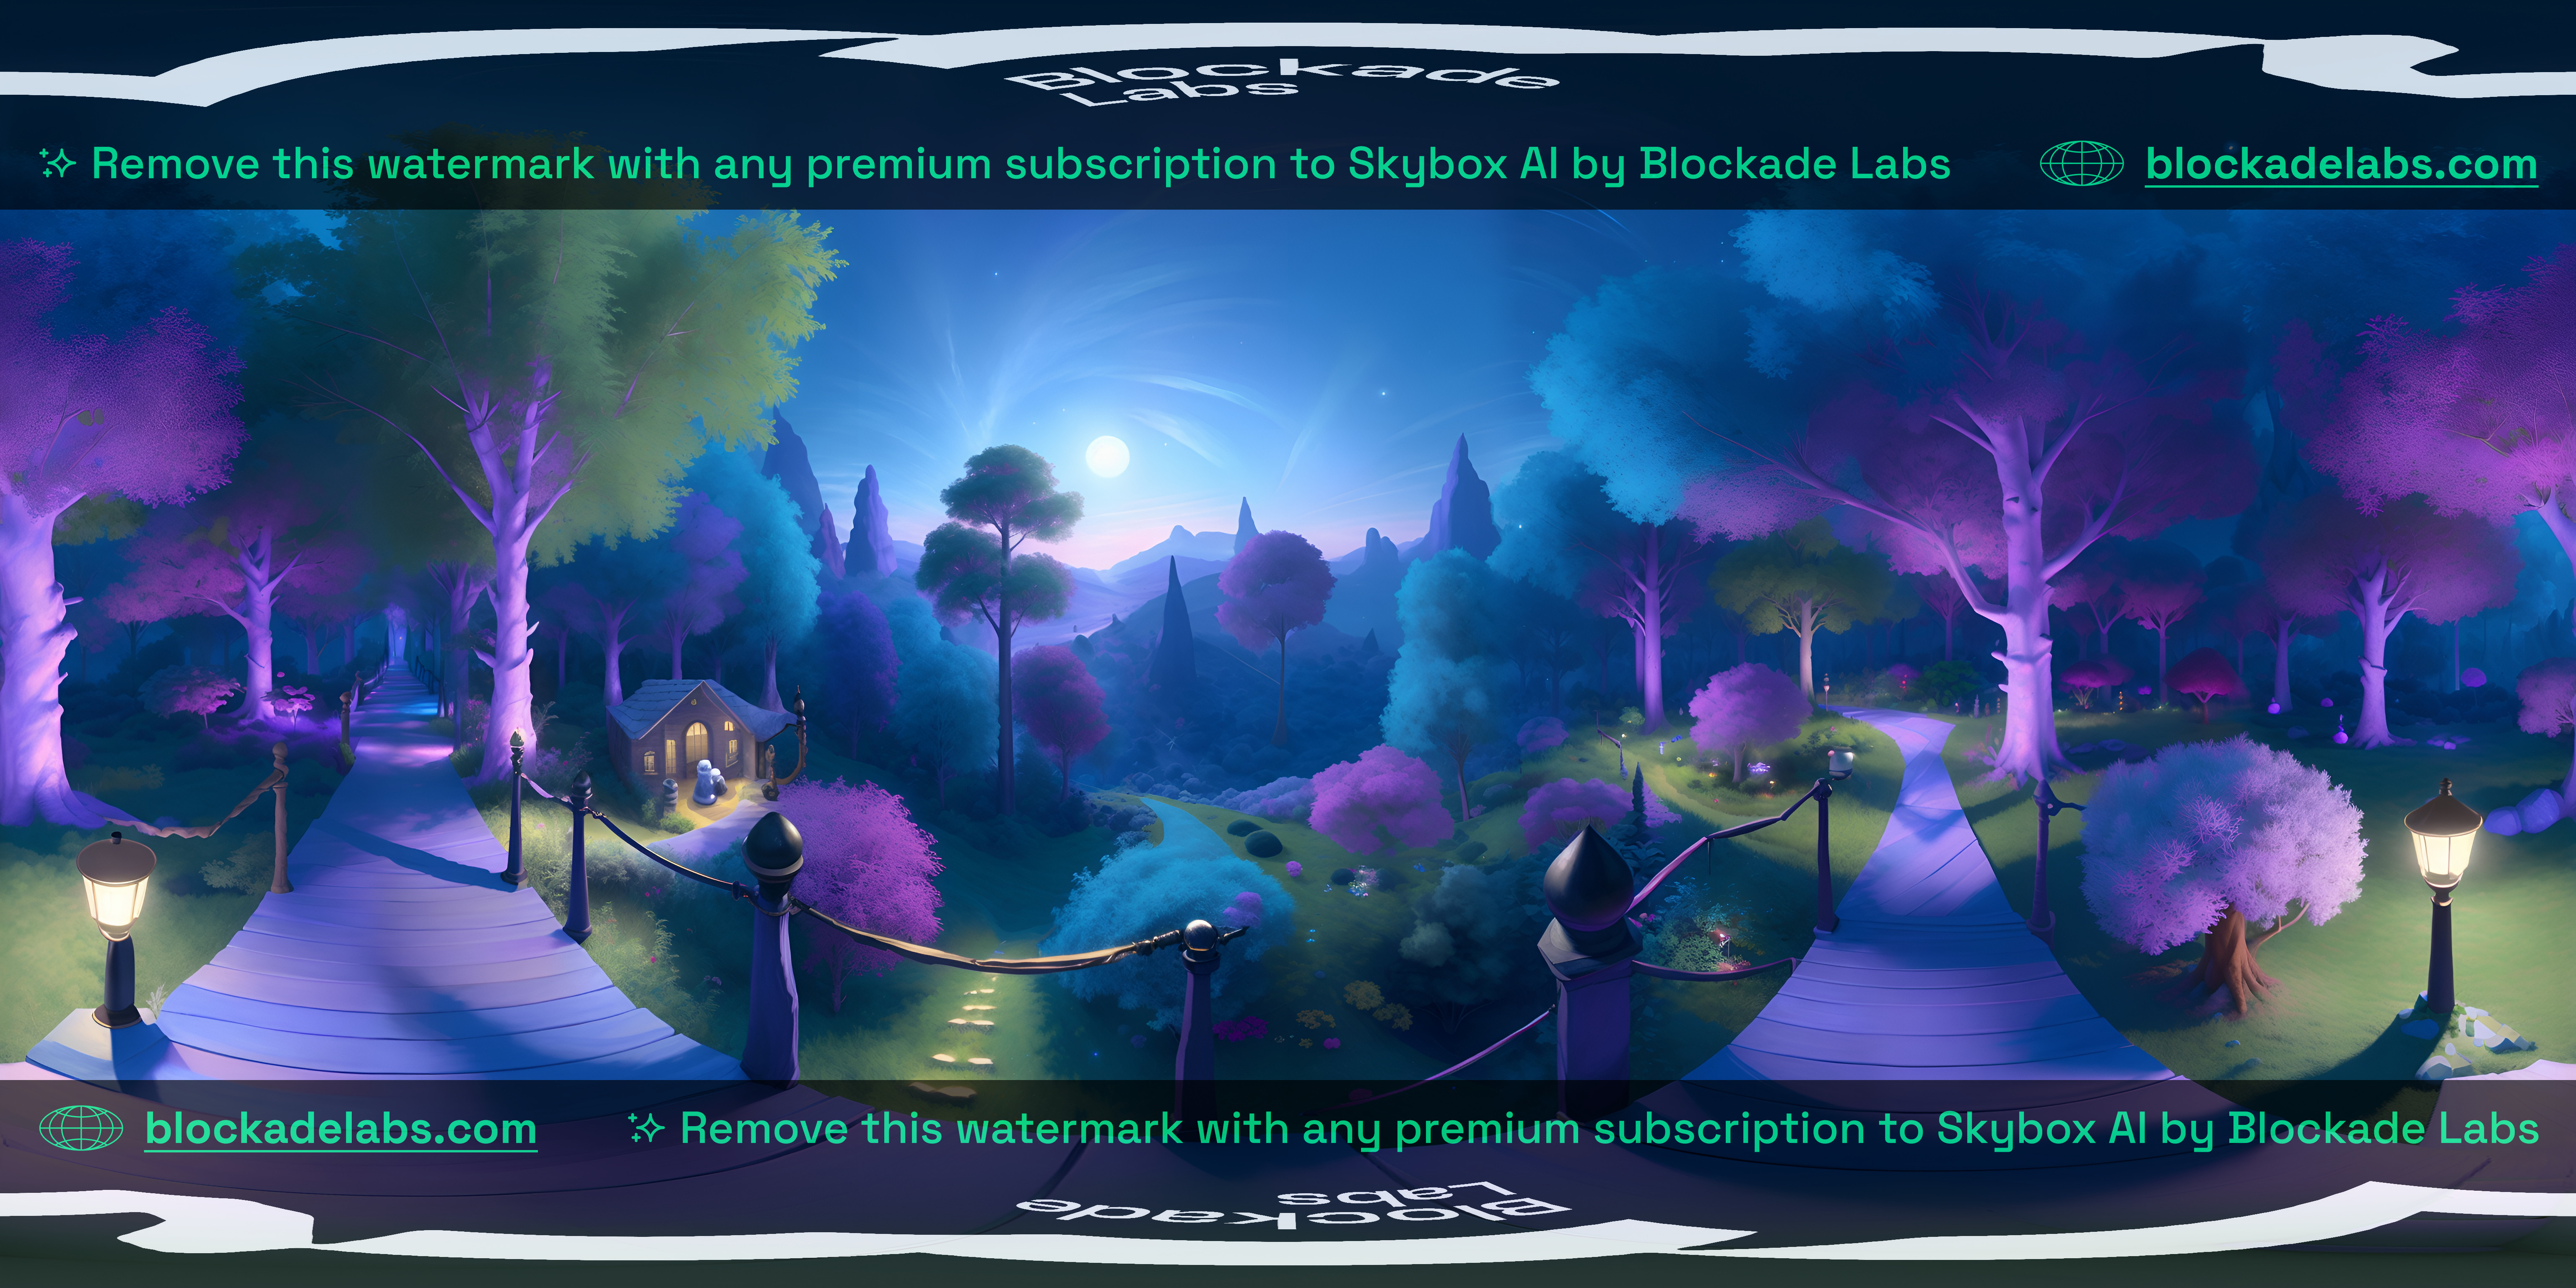 Blockade
Labs
Remove this watermark with any premium subscription to Skybox AI by Blockade Labs
blockadelabs.com
blockadelabs.com
Remove this watermark with any premium subscription to Skybox AI by Blockade Labs
Labs
Blockade